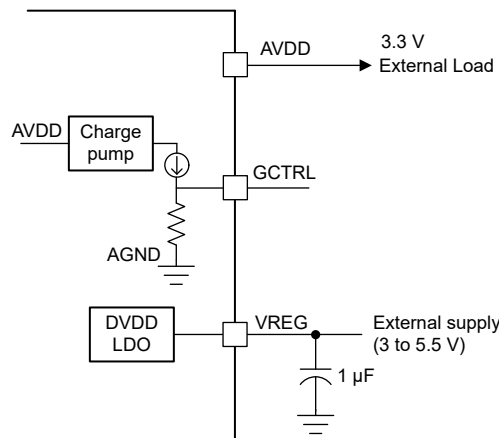 AVDD
3.3 V
External Load
AVDD
Charge
pump
GCTRL
AGND
DVDD
LDO
VREG
External supply
(3 to 5.5 V)
1 µF